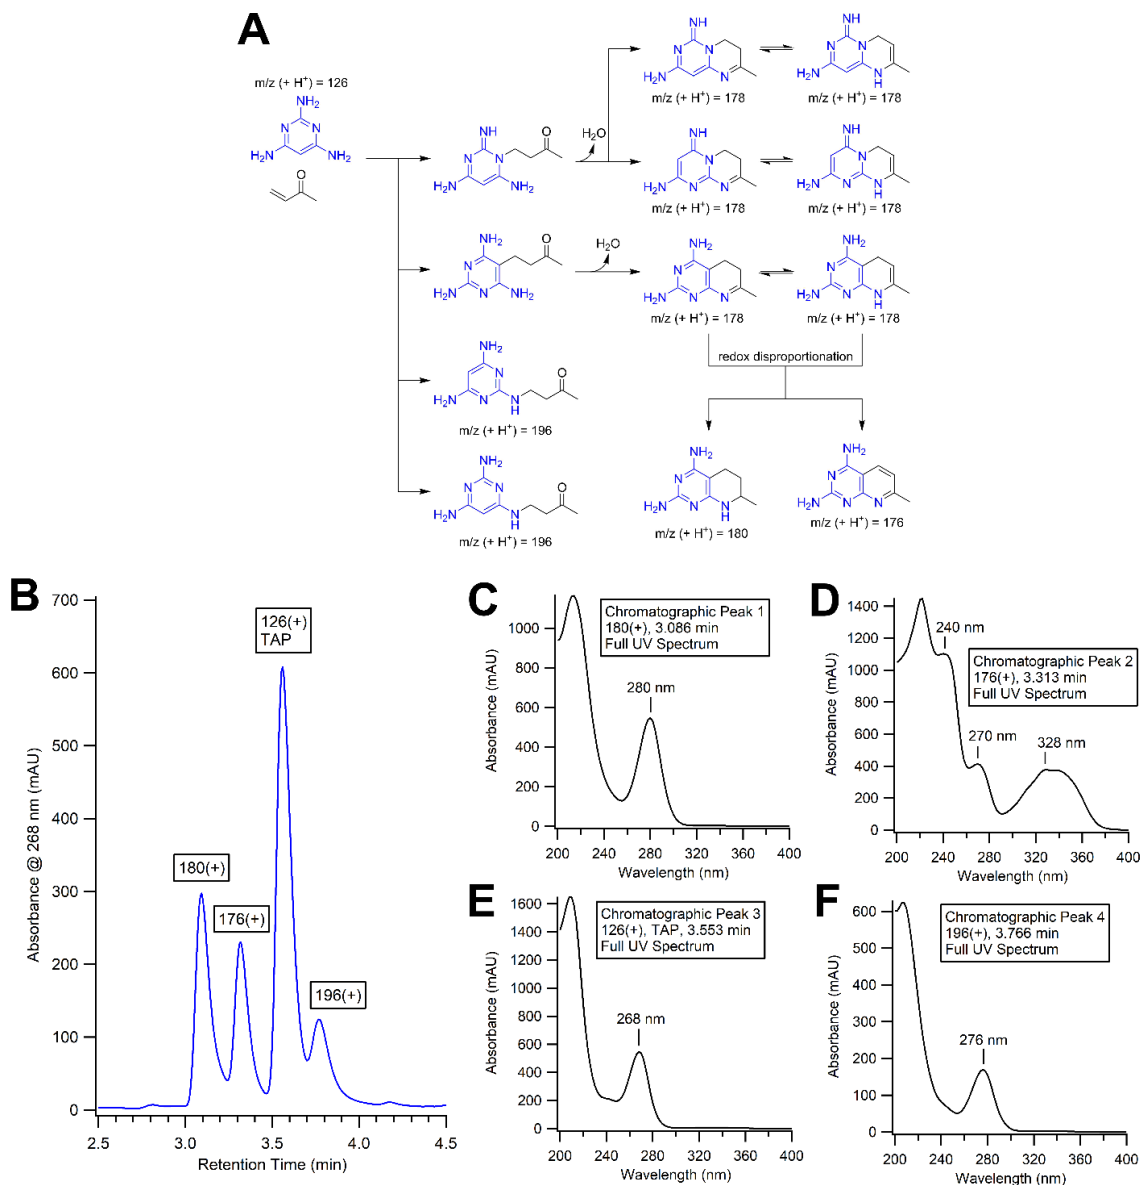 A
m/z (+ H⁺) = 126
NH₂
N
N
H₂N
NH₂
O
NH
O
N
N
H₂N
NH₂
H₂O
NH
N
N
H₂N
N
m/z (+ H⁺) = 178
NH
N
N
H₂N
N
H
m/z (+ H⁺) = 178
NH
N
H₂N
N
N
m/z (+ H⁺) = 178
NH
N
H₂N
N
N
H
m/z (+ H⁺) = 178
NH₂
O
N
H₂N
N
NH₂
H₂O
NH₂
N
H₂N
N
N
m/z (+ H⁺) = 178
NH₂
N
H₂N
N
N
H
m/z (+ H⁺) = 178
redox disproportionation
NH₂
N
O
H₂N
N
N
H
m/z (+ H⁺) = 196
NH₂
N
N
O
H₂N
N
H
m/z (+ H⁺) = 196
NH₂
N
H₂N
N
N
H
m/z (+ H⁺) = 180
NH₂
N
H₂N
N
N
m/z (+ H⁺) = 176
B
700
600
500
400
300
200
100
0
Absorbance @ 268 nm (mAU)
126(+)
TAP
180(+)
176(+)
196(+)
2.5
3.0
3.5
4.0
4.5
Retention Time (min)
C
1000
800
600
400
200
0
Absorbance (mAU)
Chromatographic Peak 1
180(+), 3.086 min
Full UV Spectrum
280 nm
200
240
280
320
360
400
Wavelength (nm)
D
1400
1200
1000
800
600
400
200
0
Absorbance (mAU)
240 nm
Chromatographic Peak 2
176(+), 3.313 min
Full UV Spectrum
270 nm
328 nm
200
240
280
320
360
400
Wavelength (nm)
E
1600
1400
1200
1000
800
600
400
200
0
Absorbance (mAU)
Chromatographic Peak 3
126(+), TAP, 3.553 min
Full UV Spectrum
268 nm
200
240
280
320
360
400
Wavelength (nm)
F
600
500
400
300
200
100
0
Absorbance (mAU)
Chromatographic Peak 4
196(+), 3.766 min
Full UV Spectrum
276 nm
200
240
280
320
360
400
Wavelength (nm)